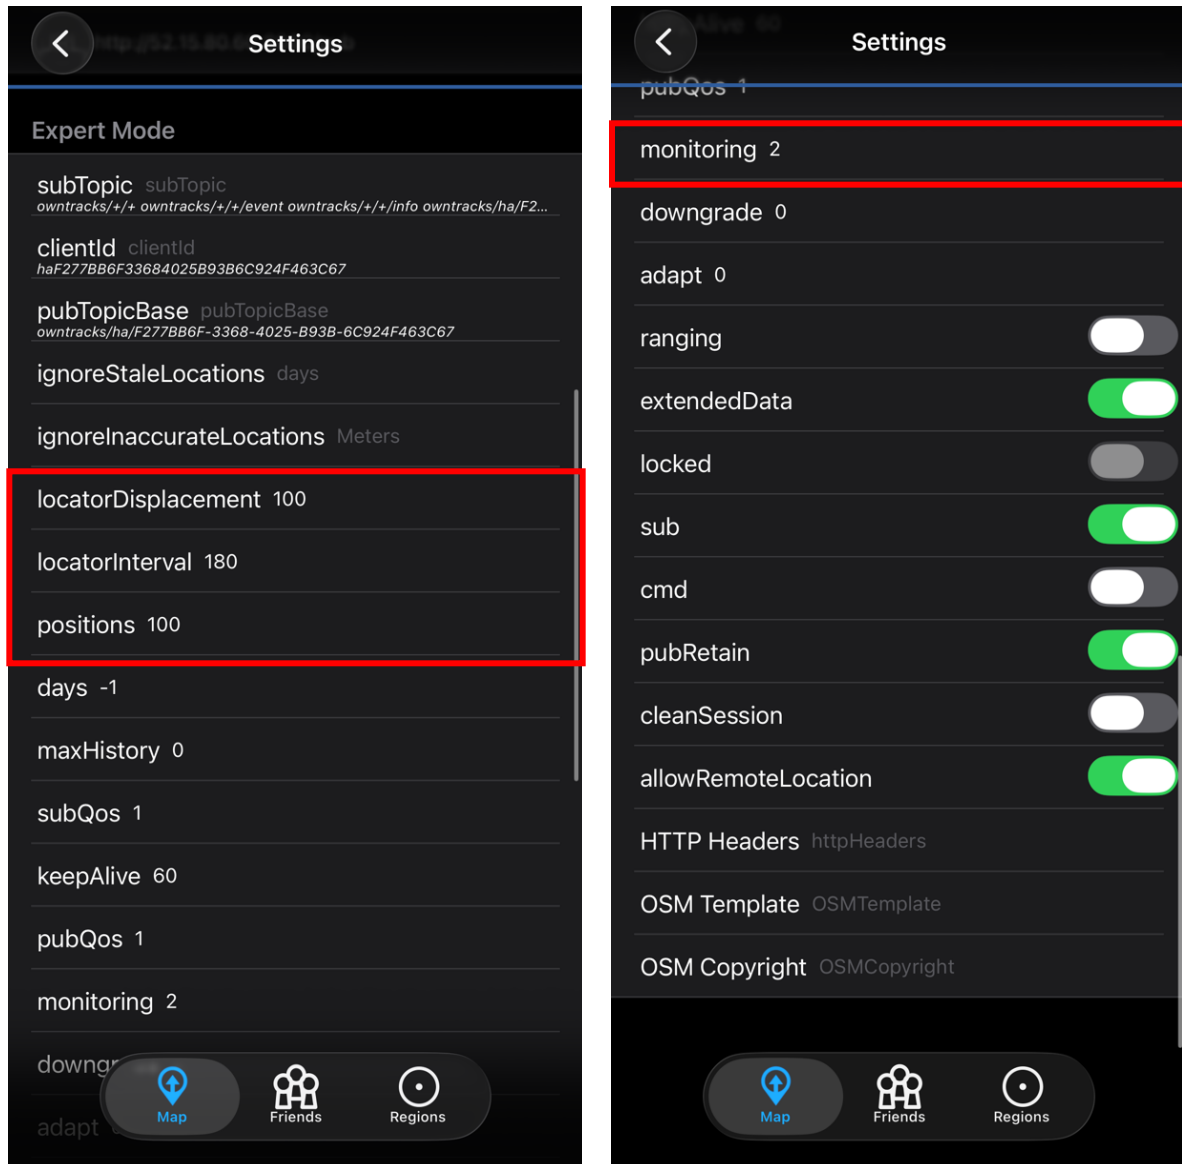 Settings
Expert Mode
subTopic subTopic
owntracks/+/+ owntracks/+/+/event owntracks/+/+/info owntracks/ha/F2...
clientId clientId
haF277BB6F33684025B93B6C924F463C67
pubTopicBase pubTopicBase
owntracks/ha/F277BB6F-3368-4025-B93B-6C924F463C67
ignoreStaleLocations days
ignoreInaccurateLocations Meters
locatorDisplacement 100
locatorInterval 180
positions 100
days -1
maxHistory 0
subQos 1
keepAlive 60
pubQos 1
monitoring 2
downgr
adapt
Map
Friends
Regions
Alive 60
Settings
pubQos 1
monitoring 2
downgrade 0
adapt 0
ranging
extendedData
locked
sub
cmd
pubRetain
cleanSession
allowRemoteLocation
HTTP Headers httpHeaders
OSM Template OSMTemplate
OSM Copyright OSMCopyright
Map
Friends
Regions